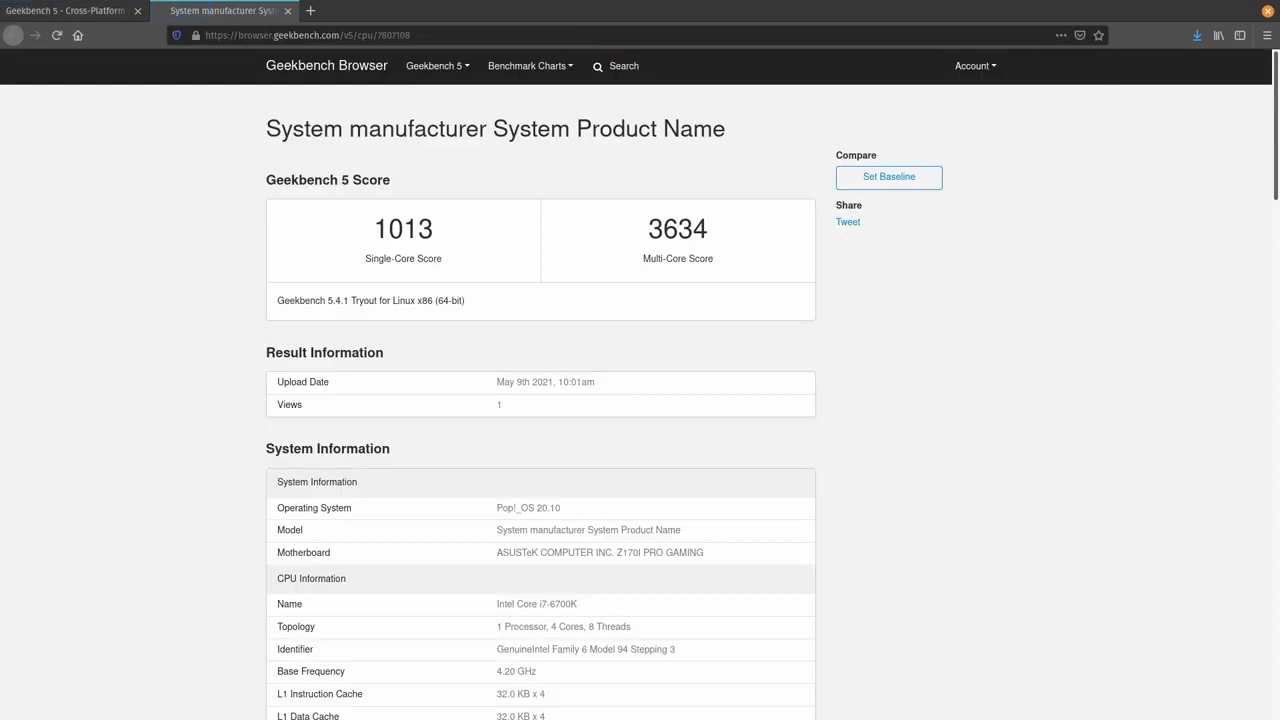 Geekbench 5 - Cross-Platform
System manufacturer Syst
https://browser.geekbench.com/v5/cpu/7807108
Geekbench Browser
Geekbench 5
Benchmark Charts
Search
Account
System manufacturer System Product Name
Compare
Set Baseline
Share
Tweet
Geekbench 5 Score
1013
3634
Single-Core Score
Multi-Core Score
Geekbench 5.4.1 Tryout for Linux x86 (64-bit)
Result Information
Upload Date May 9th 2021, 10:01am
Views 1
System Information
System Information
Operating System Pop!_OS 20.10
Model System manufacturer System Product Name
Motherboard ASUSTeK COMPUTER INC. Z170I PRO GAMING
CPU Information
Name Intel Core i7-6700K
Topology 1 Processor, 4 Cores, 8 Threads
Identifier GenuineIntel Family 6 Model 94 Stepping 3
Base Frequency 4.20 GHz
L1 Instruction Cache 32.0 KB x 4
L1 Data Cache 32.0 KB x 4